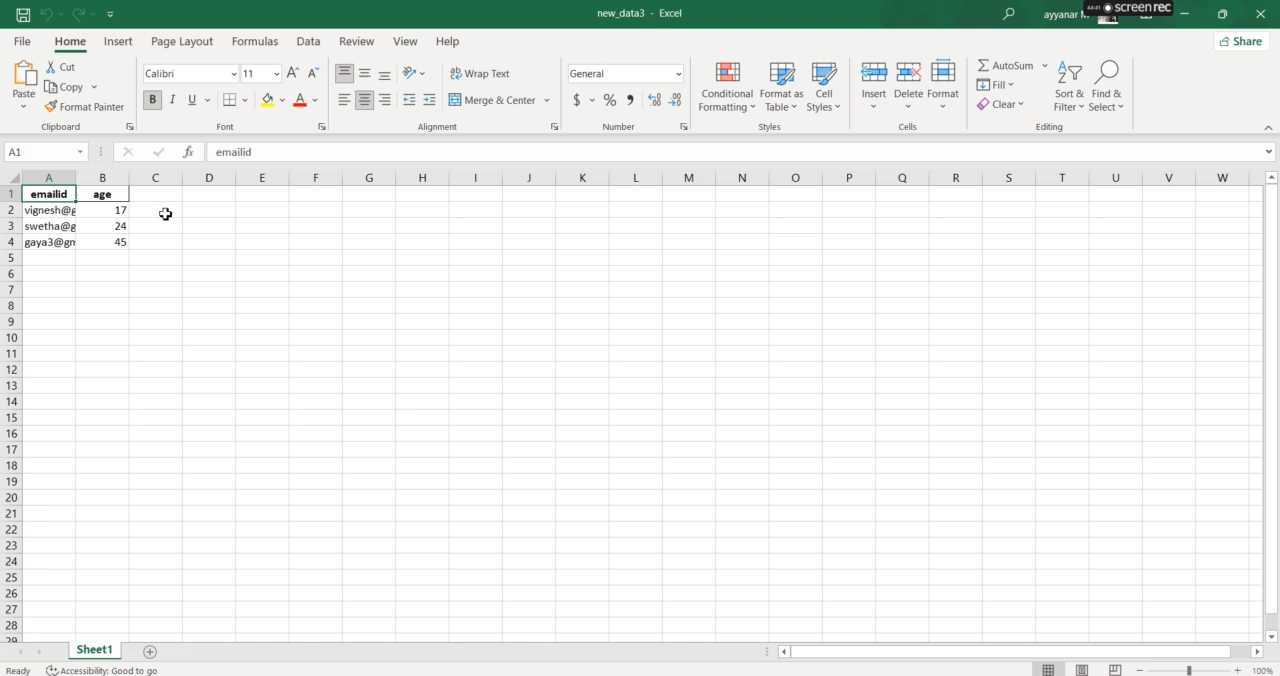 new_data3 - Excel
ayyanar
44:41 screenrec
File Home Insert Page Layout Formulas Data Review View Help
Share
Paste
Cut
Copy
Format Painter
Clipboard
Calibri 11
B I U
A
Font
Wrap Text
Merge & Center
Alignment
General
$ % ,
Number
Conditional Formatting
Format as Table
Cell Styles
Styles
Insert Delete Format
Cells
AutoSum
Fill
Clear
Sort & Filter
Find & Select
Editing
A1 fx emailid
A B C D E F G H I J K L M N O P Q R S T U V W
1 emailid age
2 vignesh@g 17
3 swetha@g 24
4 gaya3@gm 45
5
6
7
8
9
10
11
12
13
14
15
16
17
18
19
20
21
22
23
24
25
26
27
28
29
Sheet1
Ready Accessibility: Good to go
100%